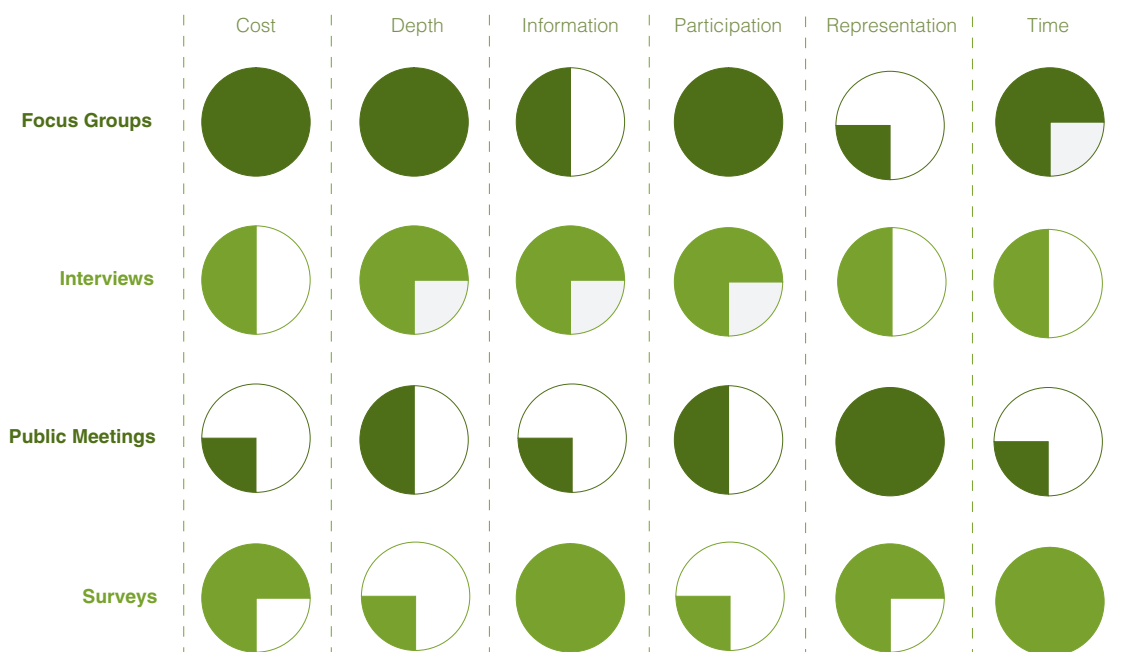 Cost Depth Information Participation Representation Time
Focus Groups
Interviews
Public Meetings
Surveys